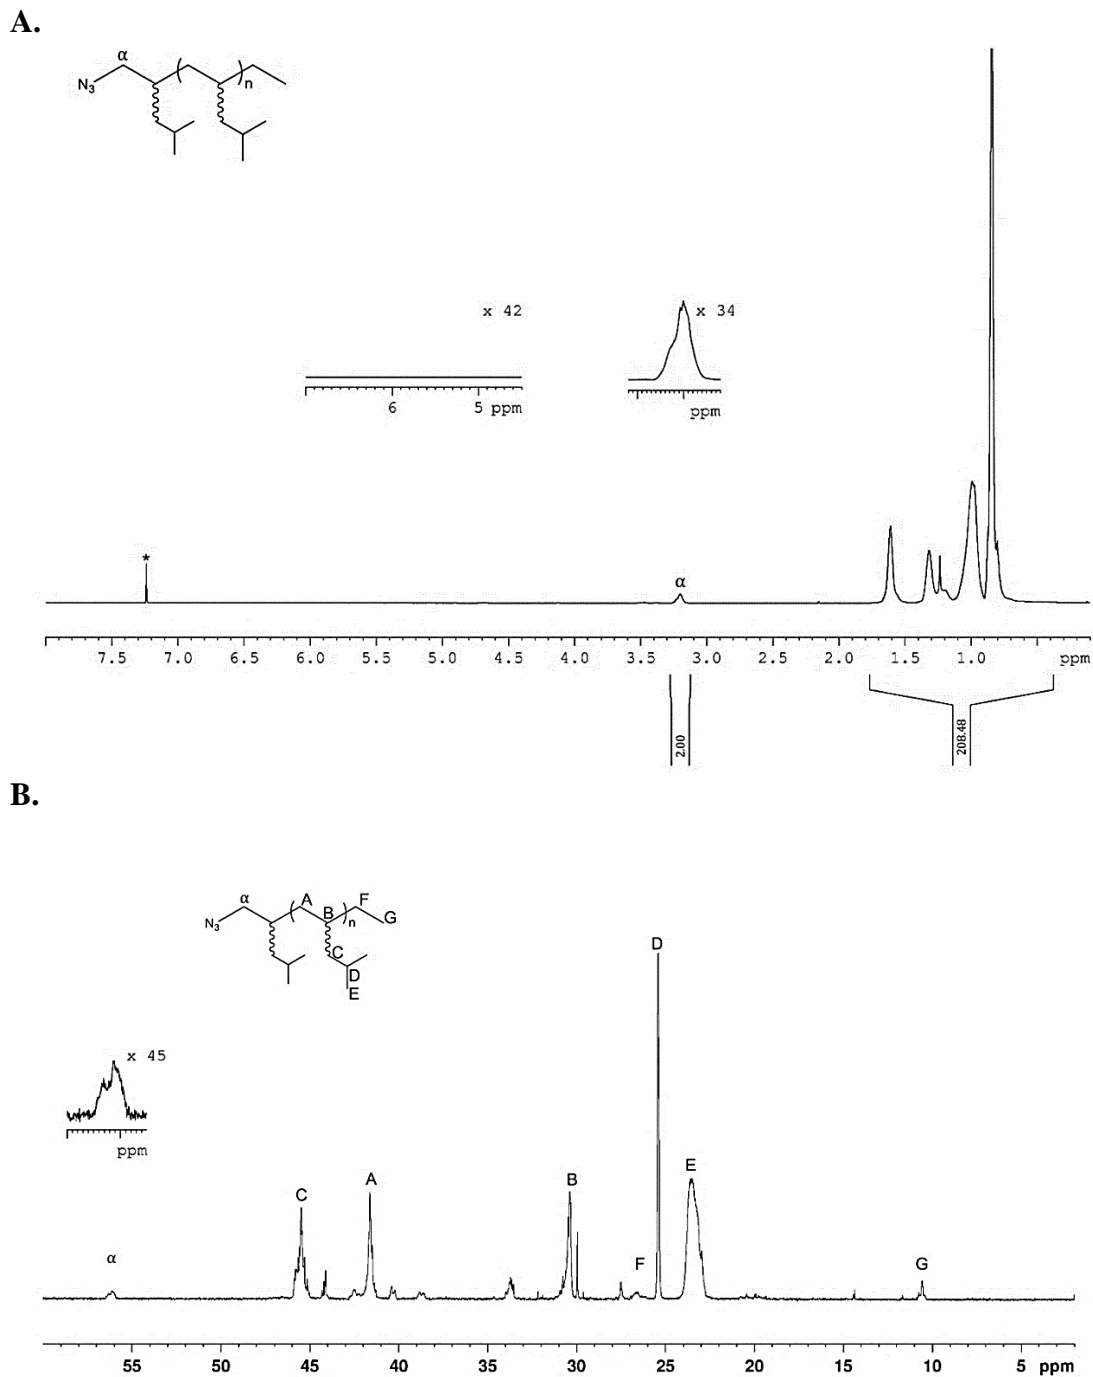 A.
α
N3
n
x 42
x 34
6 5 ppm
ppm
*
α
7.5 7.0 6.5 6.0 5.5 5.0 4.5 4.0 3.5 3.0 2.5 2.0 1.5 1.0 ppm
2.00
208.48
B.
α A F
N3 B n G
C
D
E
D
x 45
ppm
C A B E
α F G
55 50 45 40 35 30 25 20 15 10 5 ppm